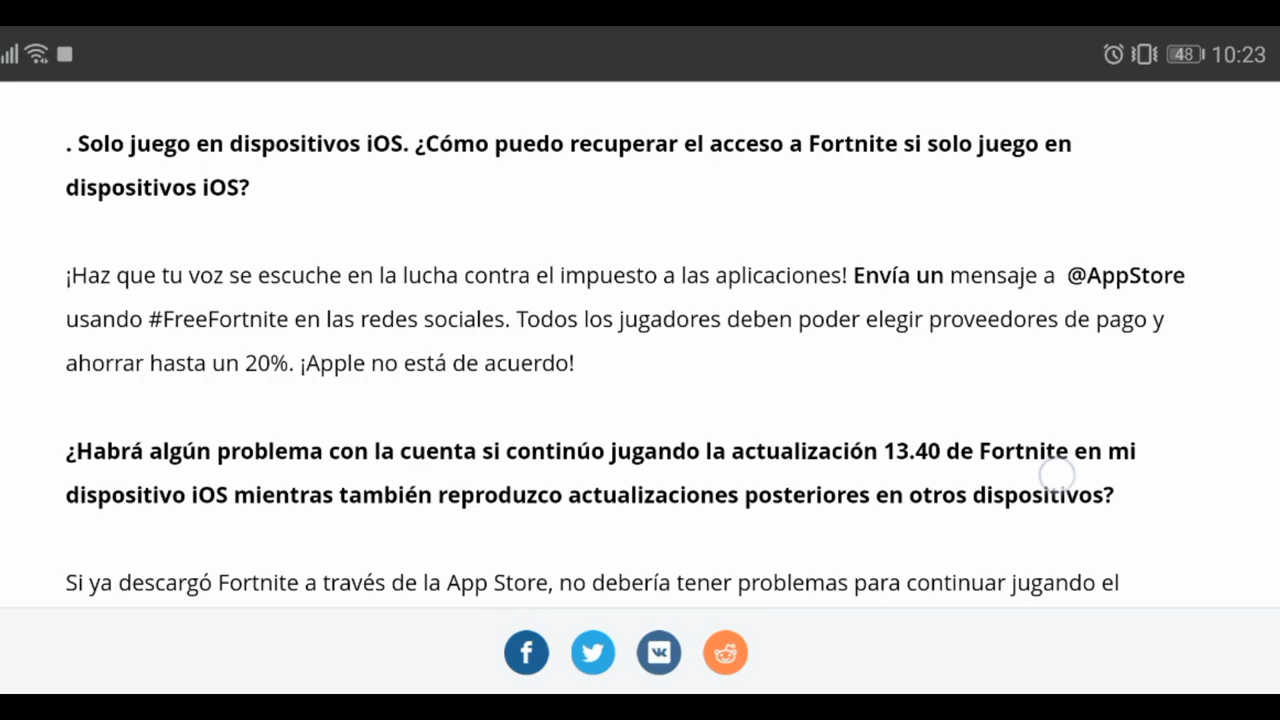 48 10:23
. Solo juego en dispositivos iOS. ¿Cómo puedo recuperar el acceso a Fortnite si solo juego en
dispositivos iOS?
¡Haz que tu voz se escuche en la lucha contra el impuesto a las aplicaciones! Envía un mensaje a @AppStore
usando #FreeFortnite en las redes sociales. Todos los jugadores deben poder elegir proveedores de pago y
ahorrar hasta un 20%. ¡Apple no está de acuerdo!
¿Habrá algún problema con la cuenta si continúo jugando la actualización 13.40 de Fortnite en mi
dispositivo iOS mientras también reproduzco actualizaciones posteriores en otros dispositivos?
Si ya descargó Fortnite a través de la App Store, no debería tener problemas para continuar jugando el